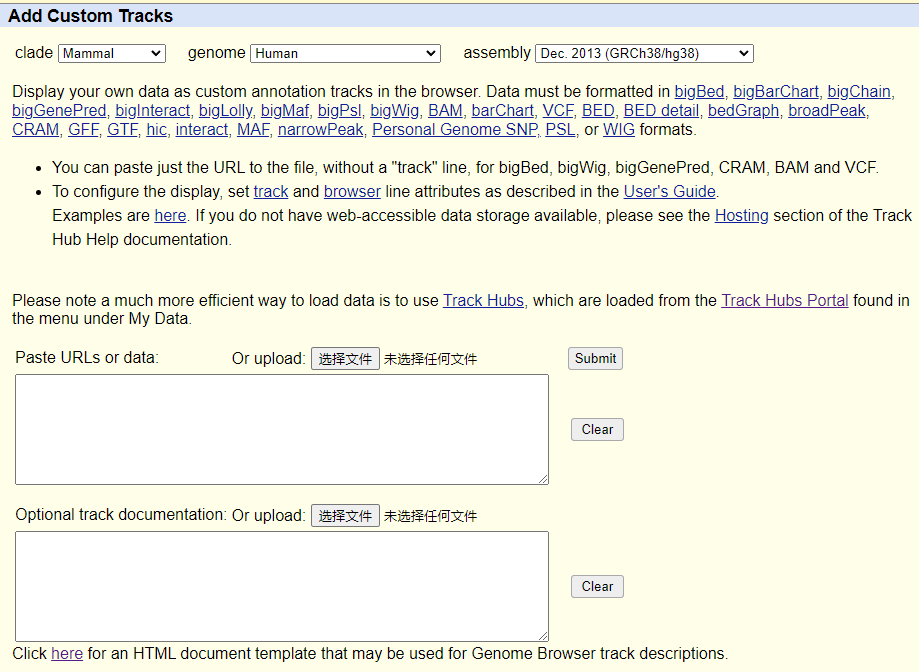 Add Custom Tracks
clade Mammal genome Human assembly Dec. 2013 (GRCh38/hg38)
Display your own data as custom annotation tracks in the browser. Data must be formatted in bigBed, bigBarChart, bigChain,
bigGenePred, bigInteract, bigLolly, bigMaf, bigPsl, bigWig, BAM, barChart, VCF, BED, BED detail, bedGraph, broadPeak,
CRAM, GFF, GTF, hic, interact, MAF, narrowPeak, Personal Genome SNP, PSL, or WIG formats.
• You can paste just the URL to the file, without a "track" line, for bigBed, bigWig, bigGenePred, CRAM, BAM and VCF.
• To configure the display, set track and browser line attributes as described in the User's Guide.
Examples are here. If you do not have web-accessible data storage available, please see the Hosting section of the Track
Hub Help documentation.
Please note a much more efficient way to load data is to use Track Hubs, which are loaded from the Track Hubs Portal found in
the menu under My Data.
Paste URLs or data: Or upload: 选择文件 未选择任何文件 Submit
Clear
Optional track documentation: Or upload: 选择文件 未选择任何文件
Clear
Click here for an HTML document template that may be used for Genome Browser track descriptions.